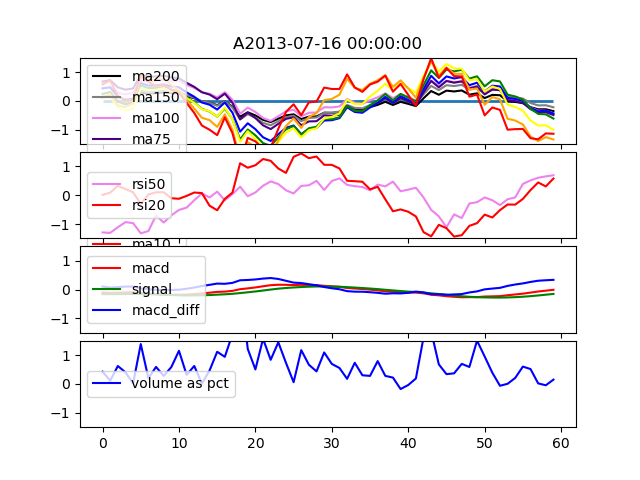 A2013-07-16 00:00:00
1
0
−1
ma200
ma150
ma100
ma75
1
0
−1
rsi50
rsi20
ma10
1
0
−1
macd
signal
macd_diff
1
0
−1
volume as pct
0 10 20 30 40 50 60